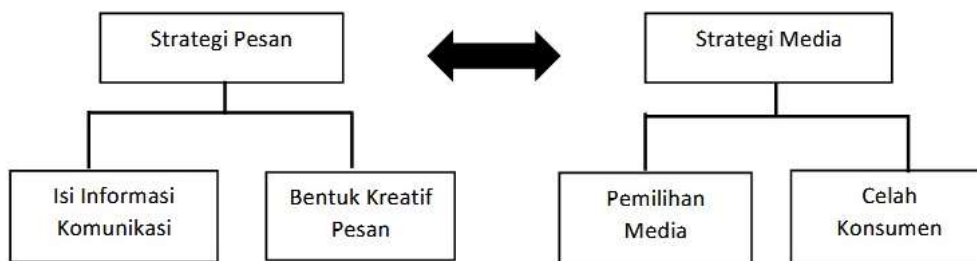 Strategi Pesan
Strategi Media
Isi Informasi
Komunikasi
Bentuk Kreatif
Pesan
Pemilihan
Media
Celah
Konsumen